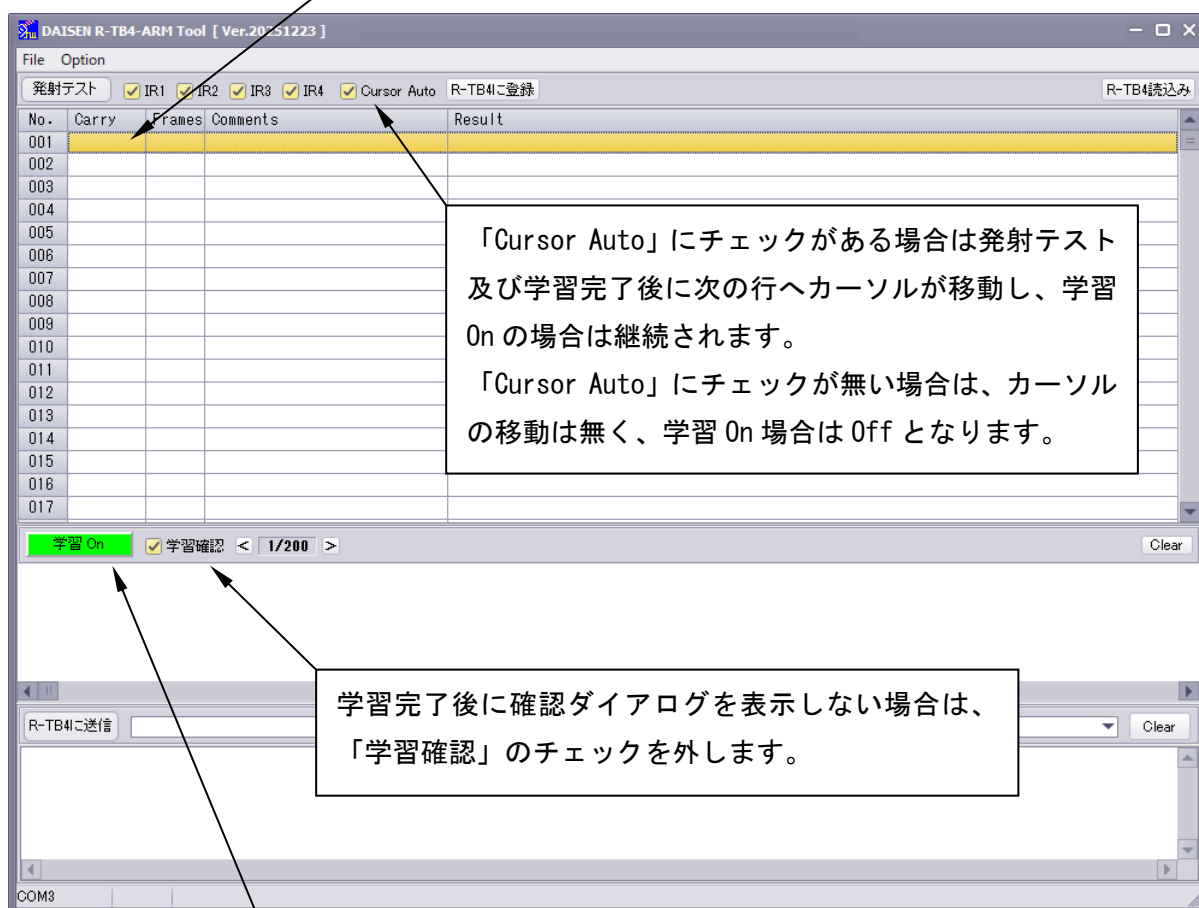 DAISEN R-TB4-ARM Tool [ Ver.20251223 ]
File Option
発射テスト IR1 IR2 IR3 IR4 Cursor Auto R-TB4に登録 R-TB4読込み
No. Carry Frames Comments Result
001
002
003
004
005
006
007
008
009
010
011
012
013
014
015
016
017
「Cursor Auto」にチェックがある場合は発射テスト
及び学習完了後に次の行へカーソルが移動し、学習
On の場合は継続されます。
「Cursor Auto」にチェックが無い場合は、カーソル
の移動は無く、学習 On 場合は Off となります。
学習 On 学習確認 < 1/200 > Clear
学習完了後に確認ダイアログを表示しない場合は、
「学習確認」のチェックを外します。
R-TB4に送信 Clear
COM3